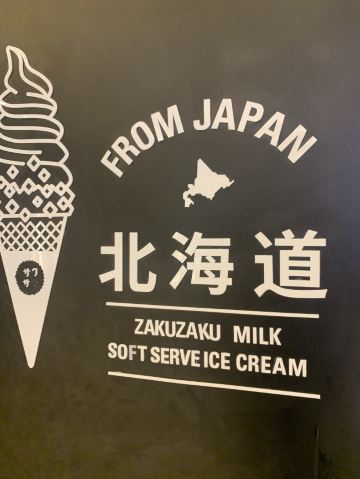 FROM JAPAN
北海道
ZAKUZAKU MILK
SOFT SERVE ICE CREAM